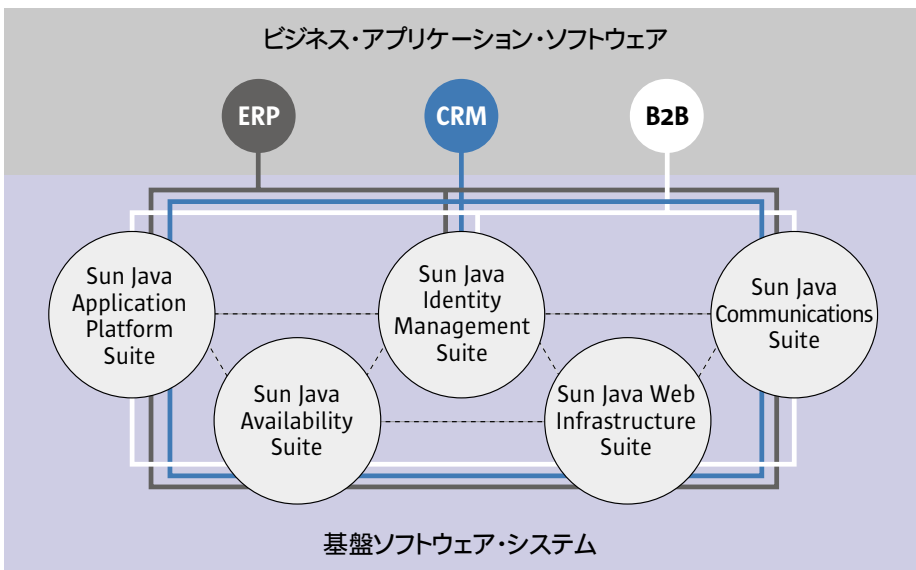 ビジネス・アプリケーション・ソフトウェア
ERP
CRM
B2B
Sun Java
Application
Platform
Suite
Sun Java
Identity
Management
Suite
Sun Java
Communications
Suite
Sun Java
Availability
Suite
Sun Java Web
Infrastructure
Suite
基盤ソフトウェア・システム